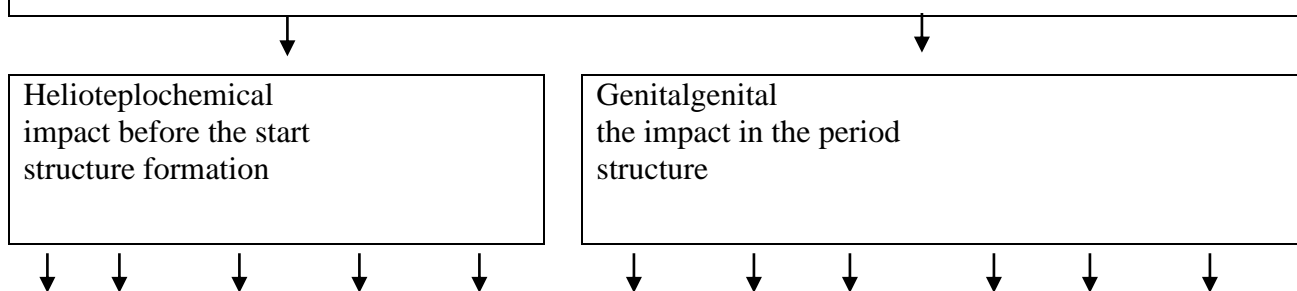 Helioteplochemical
impact before the start
structure formation
Genitalgenital
the impact in the period
structure